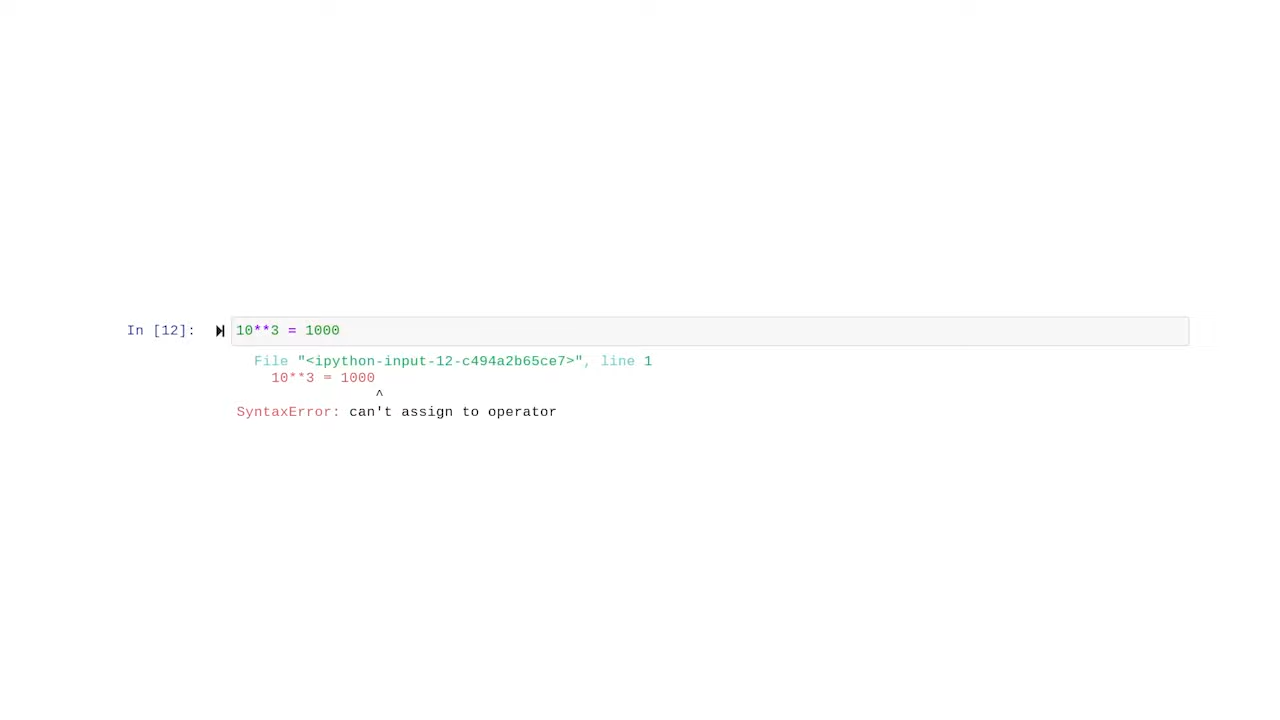 In [12]: 10**3 = 1000
File "<ipython-input-12-c494a2b65ce7>", line 1
10**3 = 1000
^
SyntaxError: can't assign to operator